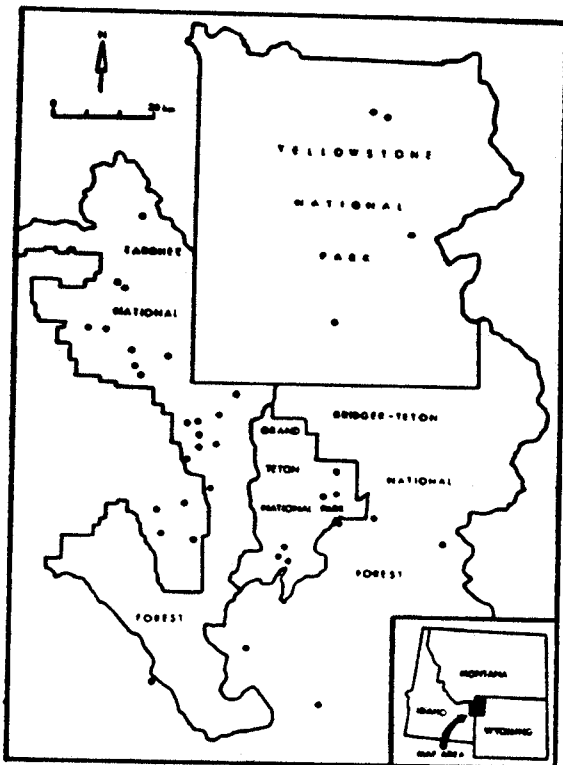 N
0 20 km
YELLOWSTONE
NATIONAL
PARK
TARGHEE
NATIONAL
FOREST
BRIDGER-TETON
NATIONAL
FOREST
GRAND
TETON
NATIONAL PARK
MONTANA
IDAHO
WYOMING
MAP AREA